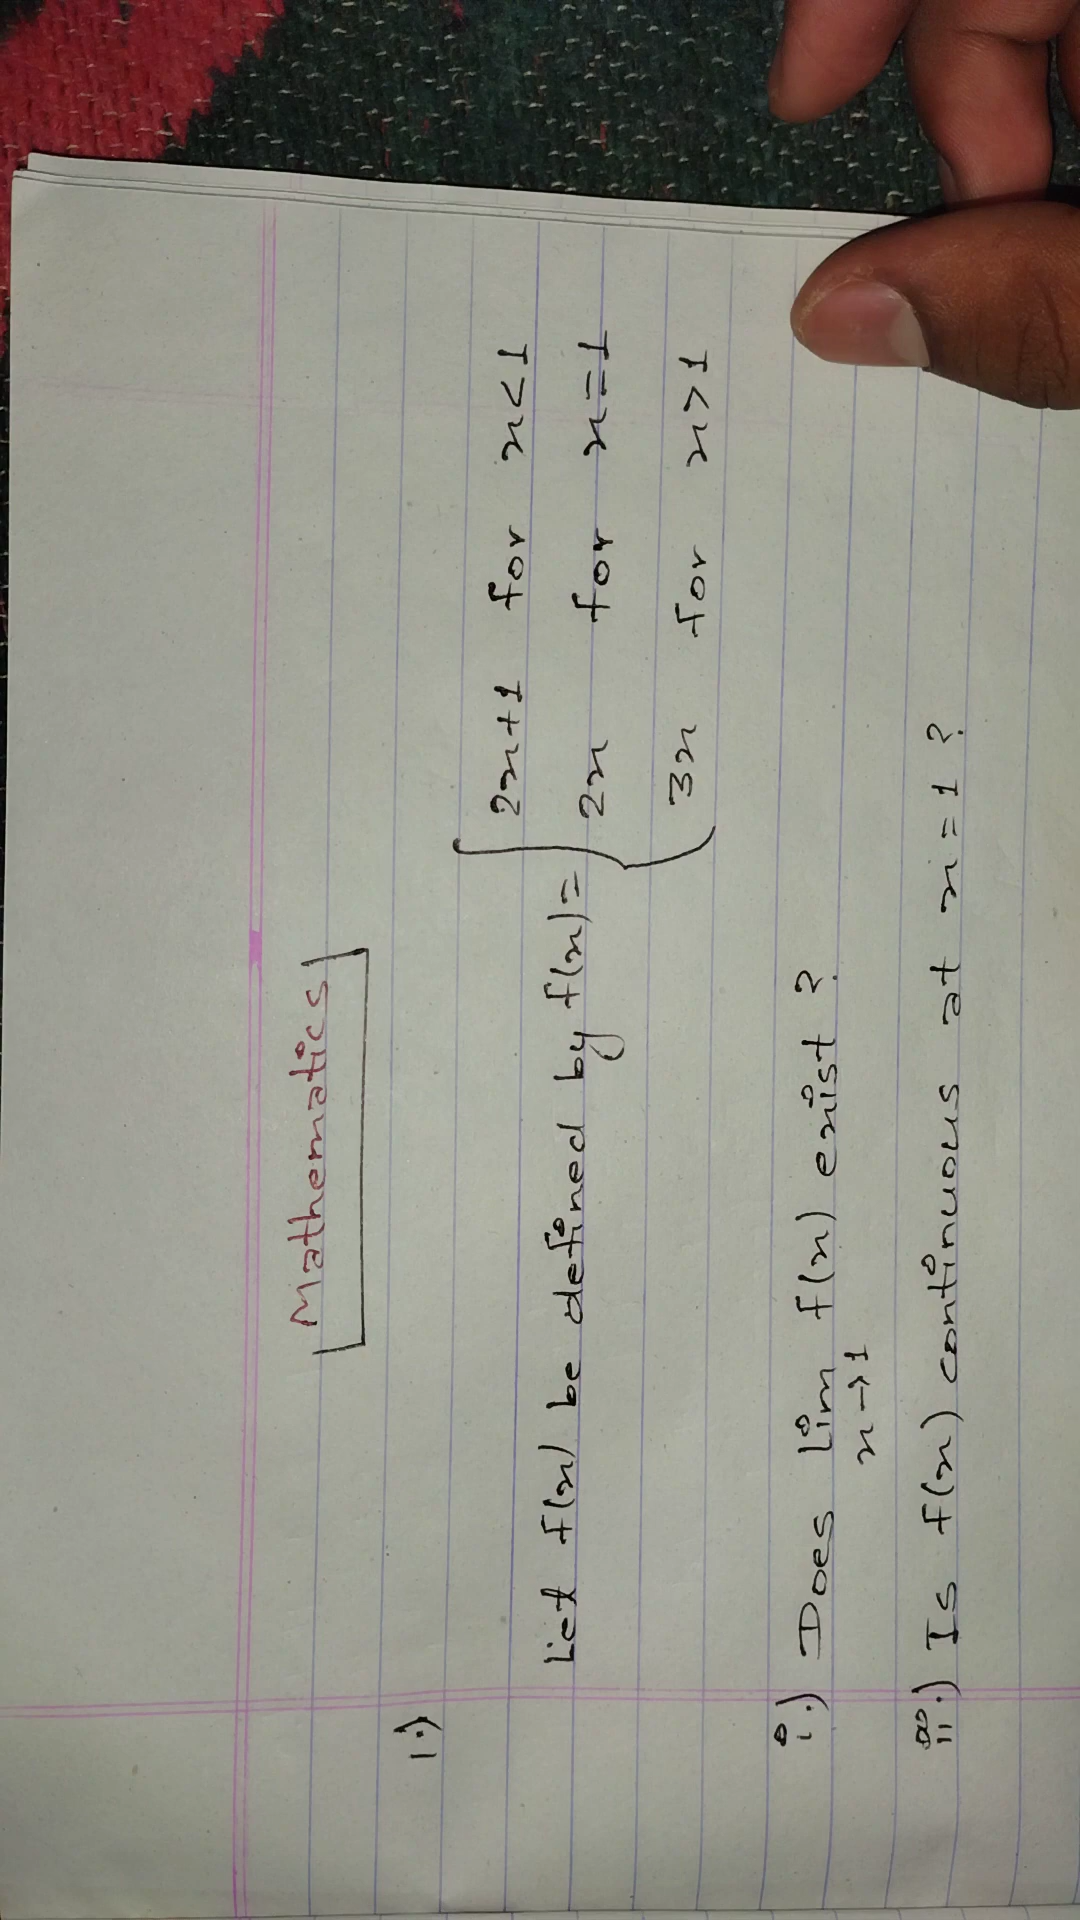 Mathematics
1.)
2x+1 for x<1
Let f(x) be defined by f(x)= { 2x for x=1
3x for x>1
i.) Does lim f(x) exist ?
x→1
ii.) Is f(x) continuous at x=1 ?